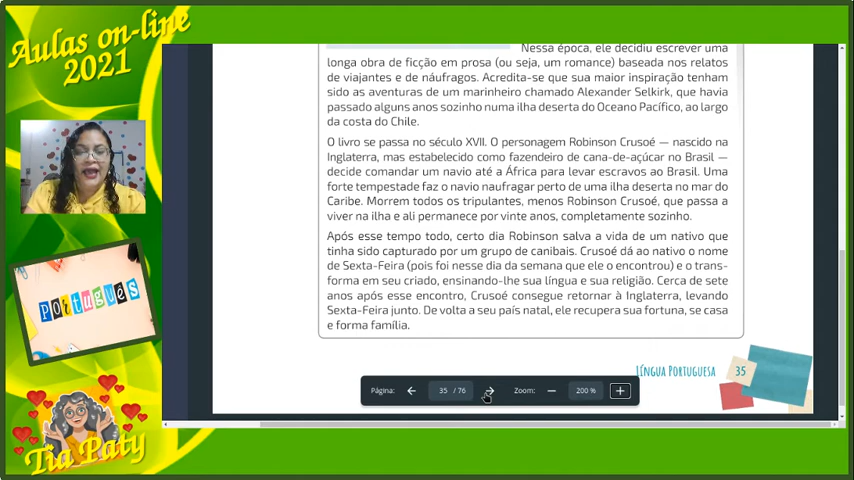 Aulas on-line
2021
Nessa época, ele decidiu escrever uma
longa obra de ficção em prosa (ou seja, um romance) baseada nos relatos
de viajantes e de náufragos. Acredita-se que sua maior inspiração tenham
sido as aventuras de um marinheiro chamado Alexander Selkirk, que havia
passado alguns anos sozinho numa ilha deserta do Oceano Pacífico, ao largo
da costa do Chile.
O livro se passa no século XVII. O personagem Robinson Crusoé — nascido na
Inglaterra, mas estabelecido como fazendeiro de cana-de-açúcar no Brasil —
decide comandar um navio até a África para levar escravos ao Brasil. Uma
forte tempestade faz o navio naufragar perto de uma ilha deserta no mar do
Caribe. Morrem todos os tripulantes, menos Robinson Crusoé, que passa a
viver na ilha e ali permanece por vinte anos, completamente sozinho.
Após esse tempo todo, certo dia Robinson salva a vida de um nativo que
tinha sido capturado por um grupo de canibais. Crusoé dá ao nativo o nome
de Sexta-Feira (pois foi nesse dia da semana que ele o encontrou) e o trans-
forma em seu criado, ensinando-lhe sua língua e sua religião. Cerca de sete
anos após esse encontro, Crusoé consegue retornar à Inglaterra, levando
Sexta-Feira junto. De volta a seu país natal, ele recupera sua fortuna, se casa
e forma família.
Língua Portuguesa 35
Página: 35 / 76 Zoom: 200 %
Português
Tia Paty